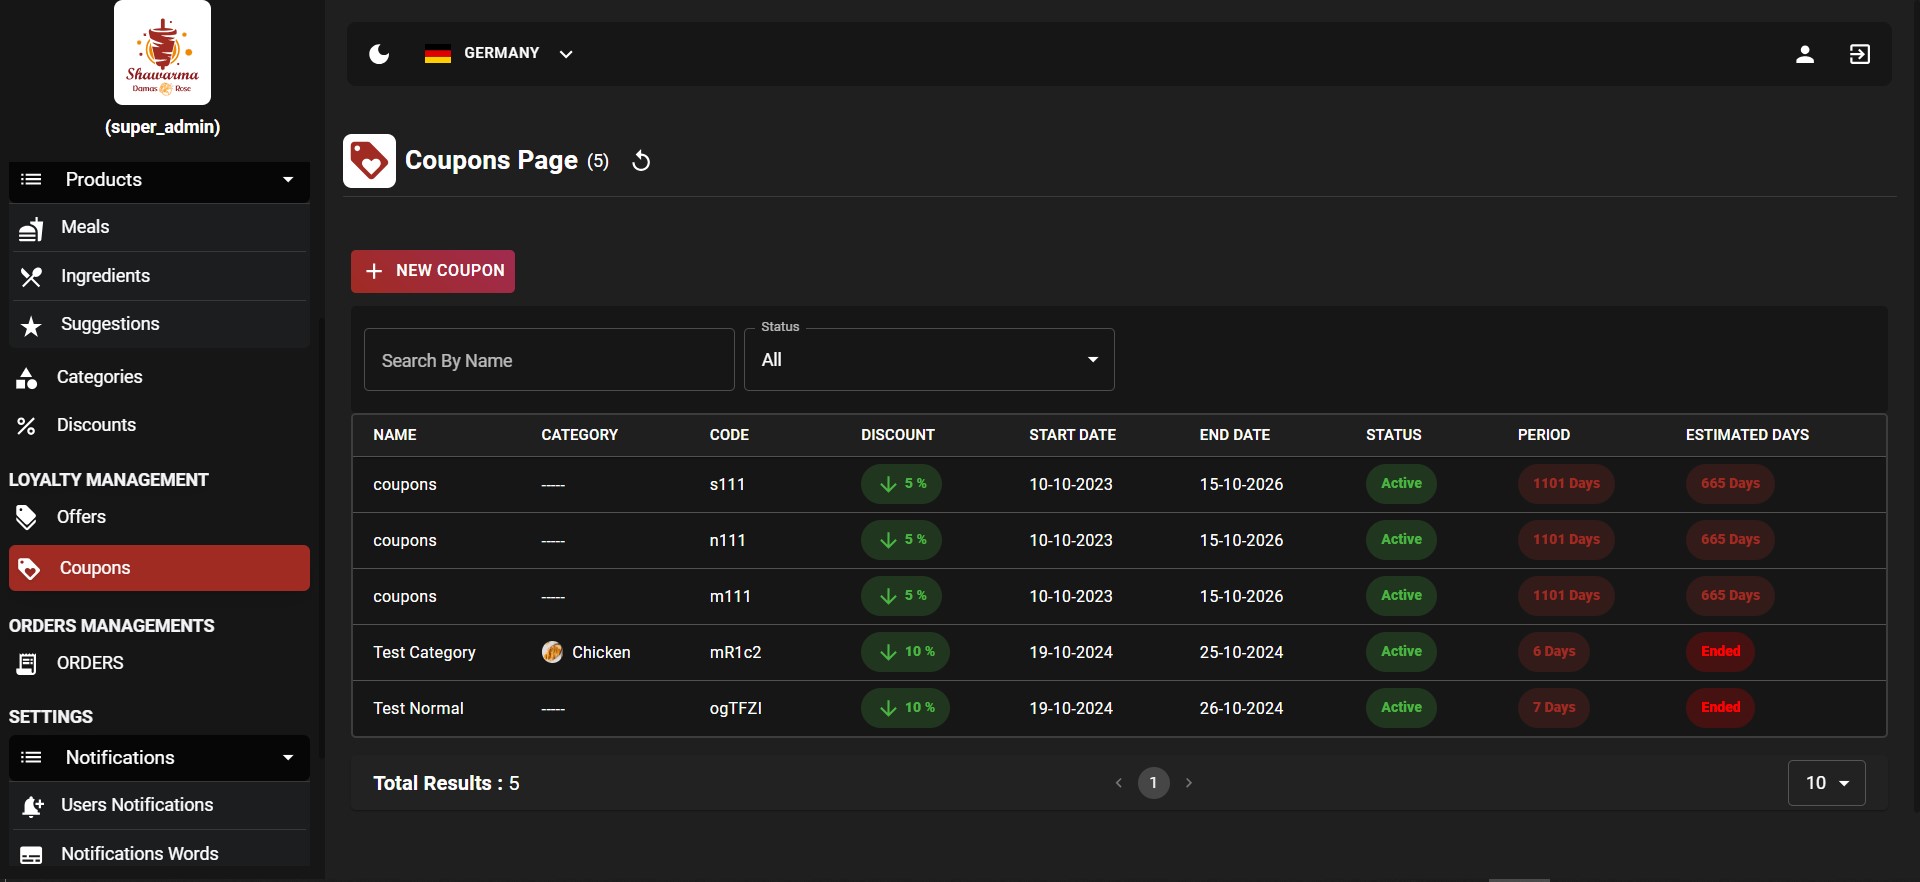 Shawarma
Damas Rose
(super_admin)
Products
Meals
Ingredients
Suggestions
Categories
Discounts
LOYALTY MANAGEMENT
Offers
Coupons
ORDERS MANAGEMENTS
ORDERS
SETTINGS
Notifications
Users Notifications
Notifications Words
GERMANY
Coupons Page (5)
NEW COUPON
Search By Name
Status
All
NAME CATEGORY CODE DISCOUNT START DATE END DATE STATUS PERIOD ESTIMATED DAYS
coupons ----- s111 5 % 10-10-2023 15-10-2026 Active 1101 Days 665 Days
coupons ----- n111 5 % 10-10-2023 15-10-2026 Active 1101 Days 665 Days
coupons ----- m111 5 % 10-10-2023 15-10-2026 Active 1101 Days 665 Days
Test Category Chicken mR1c2 10 % 19-10-2024 25-10-2024 Active 6 Days Ended
Test Normal ----- ogTFZI 10 % 19-10-2024 26-10-2024 Active 7 Days Ended
Total Results : 5
1
10